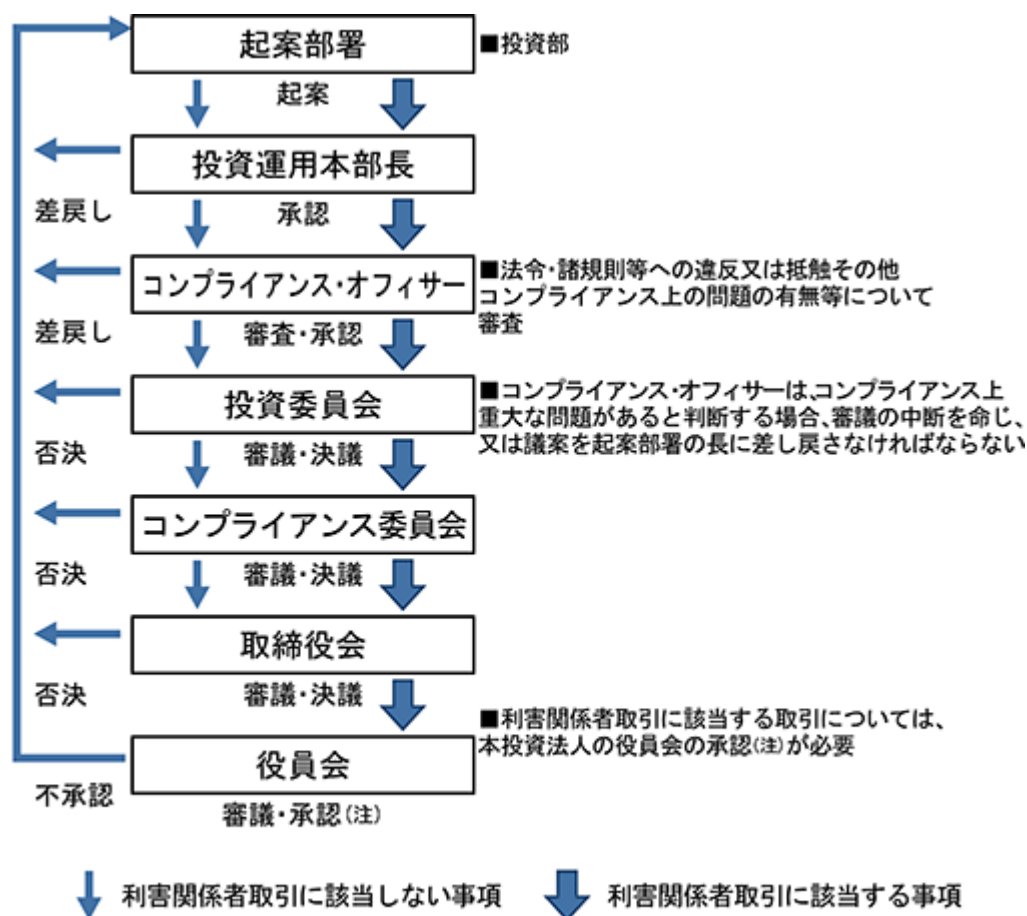 起案部署
■投資部
起案
投資運用本部長
差戻し
承認
コンプライアンス・オフィサー
■法令・諸規則等への違反又は抵触その他
コンプライアンス上の問題の有無等について
審査
差戻し
審査・承認
投資委員会
■コンプライアンス・オフィサーは、コンプライアンス上
重大な問題があると判断する場合、審議の中断を命じ、
又は議案を起案部署の長に差し戻さなければならない
否決
審議・決議
コンプライアンス委員会
否決
審議・決議
取締役会
否決
審議・決議
■利害関係者取引に該当する取引については、
本投資法人の役員会の承認(注)が必要
役員会
不承認
審議・承認(注)
利害関係者取引に該当しない事項
利害関係者取引に該当する事項